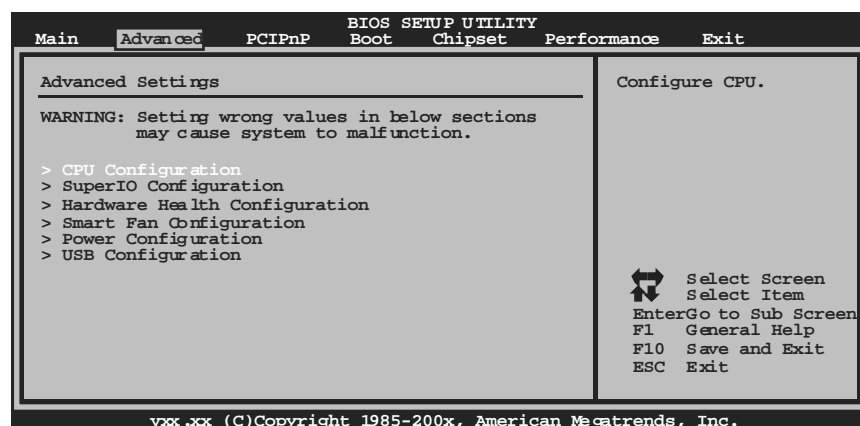 BIOS SETUP UTILITY
Main Advanced PCIPnP Boot Chipset Performance Exit
Advanced Settings
WARNING: Setting wrong values in below sections
may cause system to malfunction.
> CPU Configuration
> SuperIO Configuration
> Hardware Health Configuration
> Smart Fan Configuration
> Power Configuration
> USB Configuration
Configure CPU.
Select Screen
Select Item
EnterGo to Sub Screen
F1 General Help
F10 Save and Exit
ESC Exit
vxx.xx (C)Copyright 1985-200x, American Megatrends, Inc.